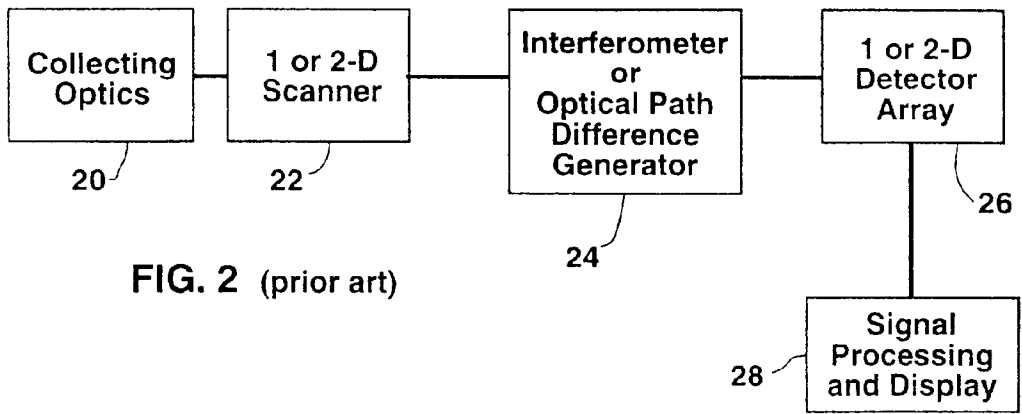 Collecting
Optics
20
1 or 2-D
Scanner
22
Interferometer
or
Optical Path
Difference
Generator
24
1 or 2-D
Detector
Array
26
Signal
Processing
and Display
28
FIG. 2 (prior art)